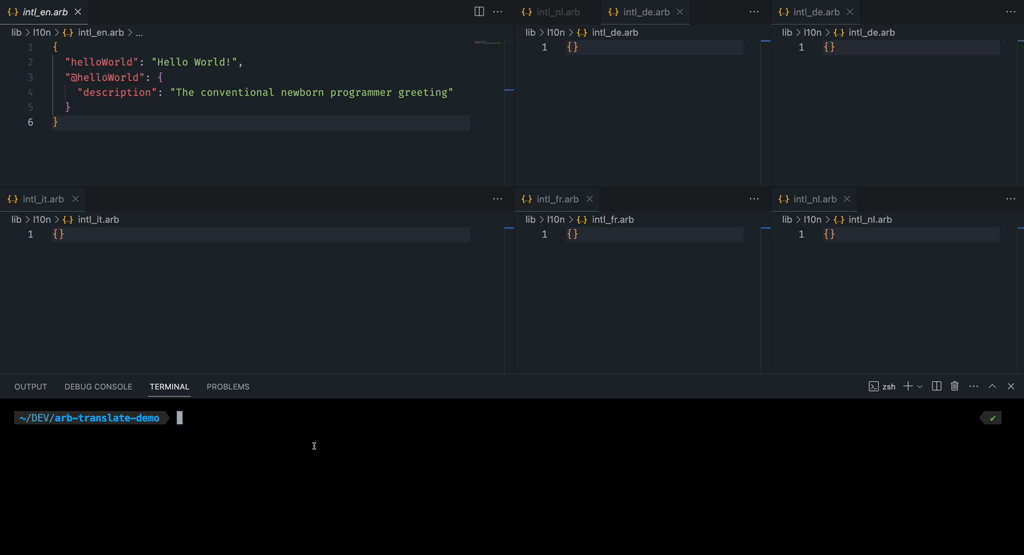 intl_en.arb
lib > l10n > intl_en.arb > ...
1 {
2 "helloWorld": "Hello World!",
3 "@helloWorld": {
4 "description": "The conventional newborn programmer greeting"
5 }
6 }
intl_nl.arb intl_de.arb
lib > l10n > intl_de.arb
1 {}
intl_de.arb
lib > l10n > intl_de.arb
1 {}
intl_it.arb
lib > l10n > intl_it.arb
1 {}
intl_fr.arb
lib > l10n > intl_fr.arb
1 {}
intl_nl.arb
lib > l10n > intl_nl.arb
1 {}
OUTPUT DEBUG CONSOLE TERMINAL PROBLEMS zsh
~/DEV/arb-translate-demo